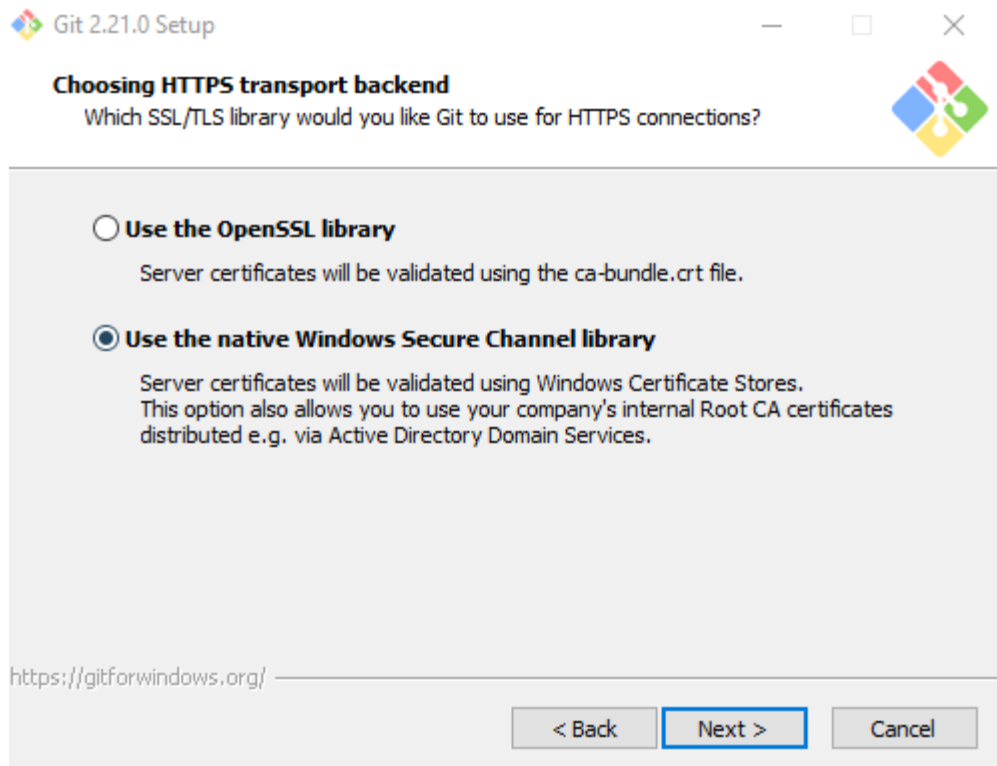 Git 2.21.0 Setup
Choosing HTTPS transport backend
Which SSL/TLS library would you like Git to use for HTTPS connections?
Use the OpenSSL library
Server certificates will be validated using the ca-bundle.crt file.
Use the native Windows Secure Channel library
Server certificates will be validated using Windows Certificate Stores.
This option also allows you to use your company's internal Root CA certificates
distributed e.g. via Active Directory Domain Services.
https://gitforwindows.org/
< Back Next > Cancel